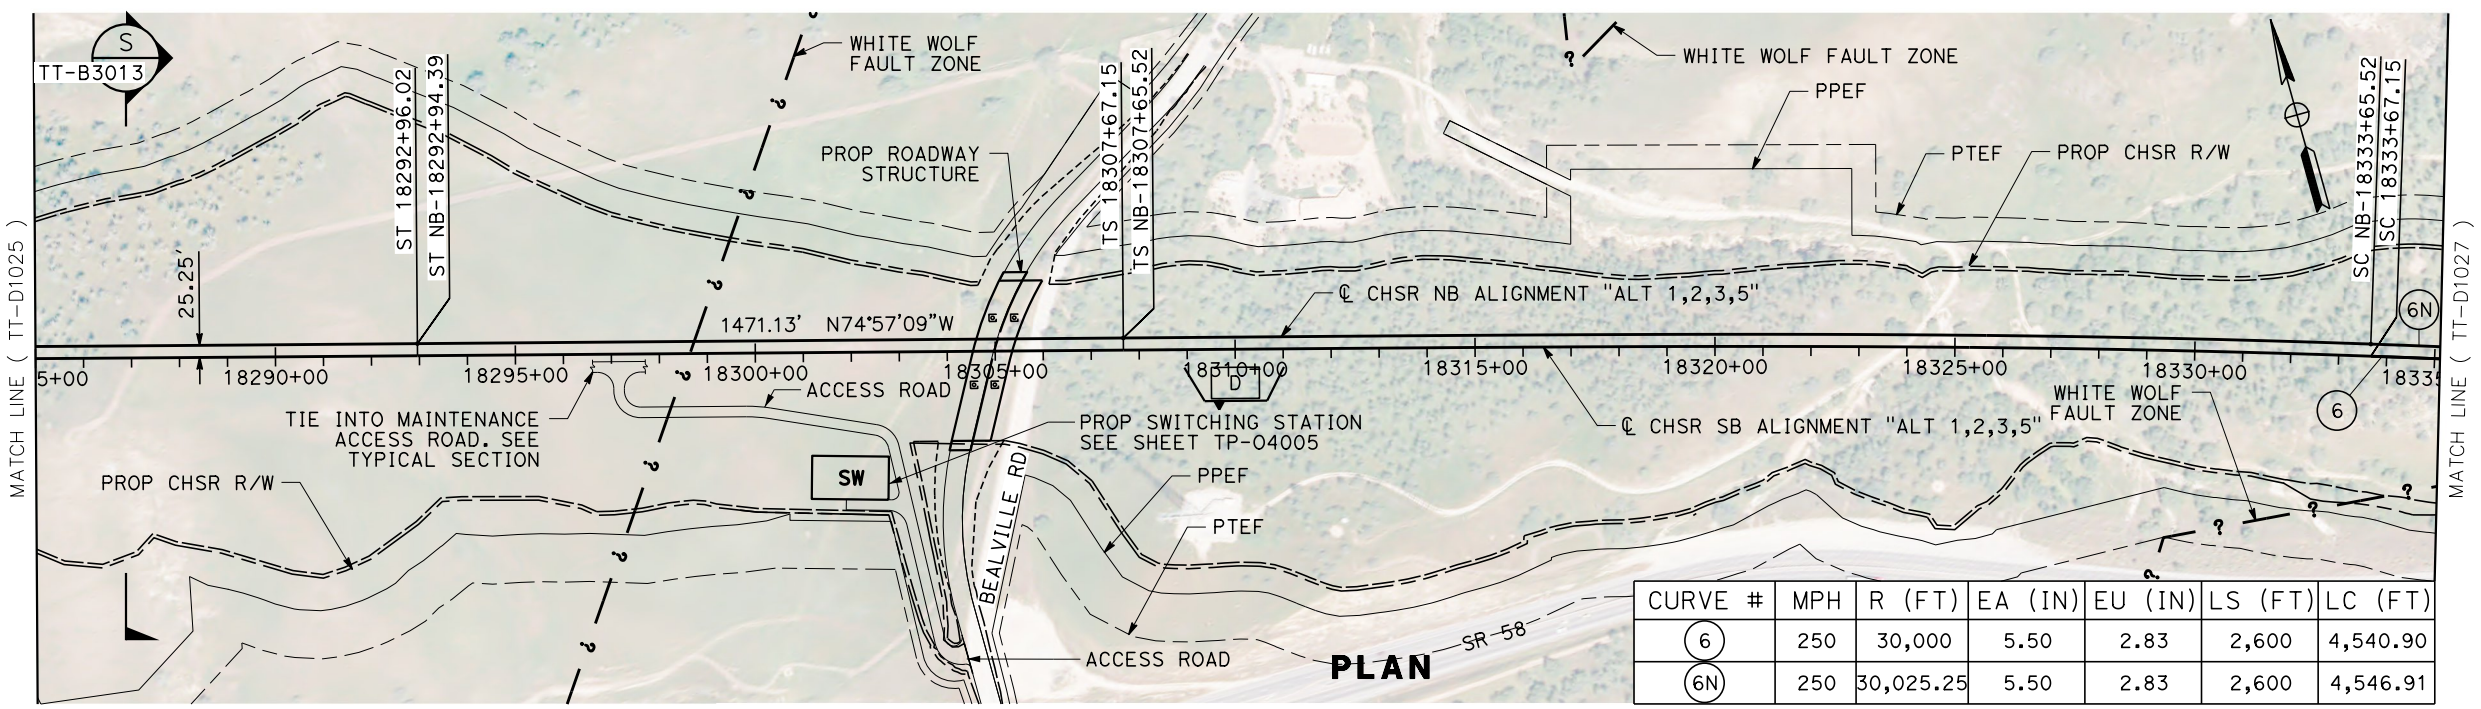 S
TT-B3013
WHITE WOLF
FAULT ZONE
WHITE WOLF FAULT ZONE
PPEF
ST 18292+96.02
ST NB-18292+94.39
TS 18307+67.15
TS NB-18307+65.52
SC NB-18333+65.52
SC 18333+67.15
PROP ROADWAY
STRUCTURE
PTEF
PROP CHSR R/W
MATCH LINE ( TT-D1025 )
MATCH LINE ( TT-D1027 )
25.25'
℄ CHSR NB ALIGNMENT "ALT 1,2,3,5"
1471.13' N74°57'09"W
6N
5+00
18290+00
18295+00
18300+00
18305+00
18310+00
18315+00
18320+00
18325+00
18330+00
18335
D
ACCESS ROAD
WHITE WOLF
FAULT ZONE
6
TIE INTO MAINTENANCE
ACCESS ROAD. SEE
TYPICAL SECTION
PROP SWITCHING STATION
SEE SHEET TP-04005
℄ CHSR SB ALIGNMENT "ALT 1,2,3,5"
PROP CHSR R/W
SW
PPEF
PTEF
BEALVILLE RD
SR 58
ACCESS ROAD
PLAN
? ? ? ? ? ? ? ? ? ? ? ? ?
CURVE # MPH R (FT) EA (IN) EU (IN) LS (FT) LC (FT)
6 250 30,000 5.50 2.83 2,600 4,540.90
6N 250 30,025.25 5.50 2.83 2,600 4,546.91